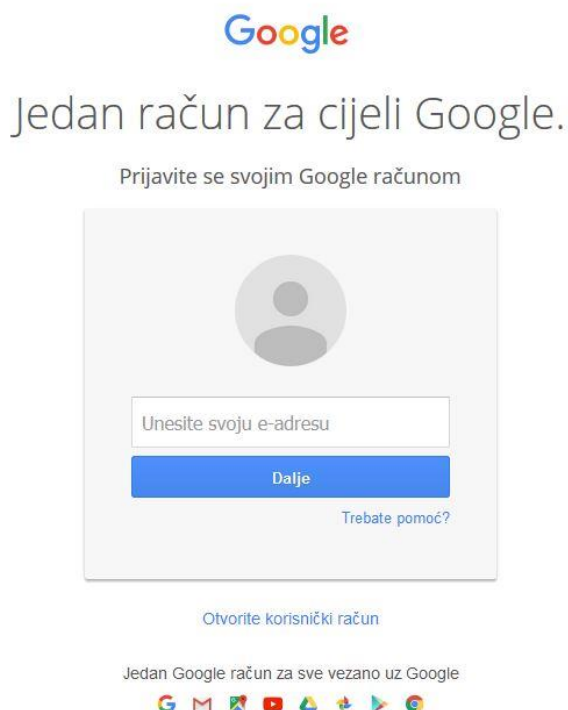 Google
Jedan račun za cijeli Google.
Prijavite se svojim Google računom
Unesite svoju e-adresu
Dalje
Trebate pomoć?
Otvorite korisnički račun
Jedan Google račun za sve vezano uz Google